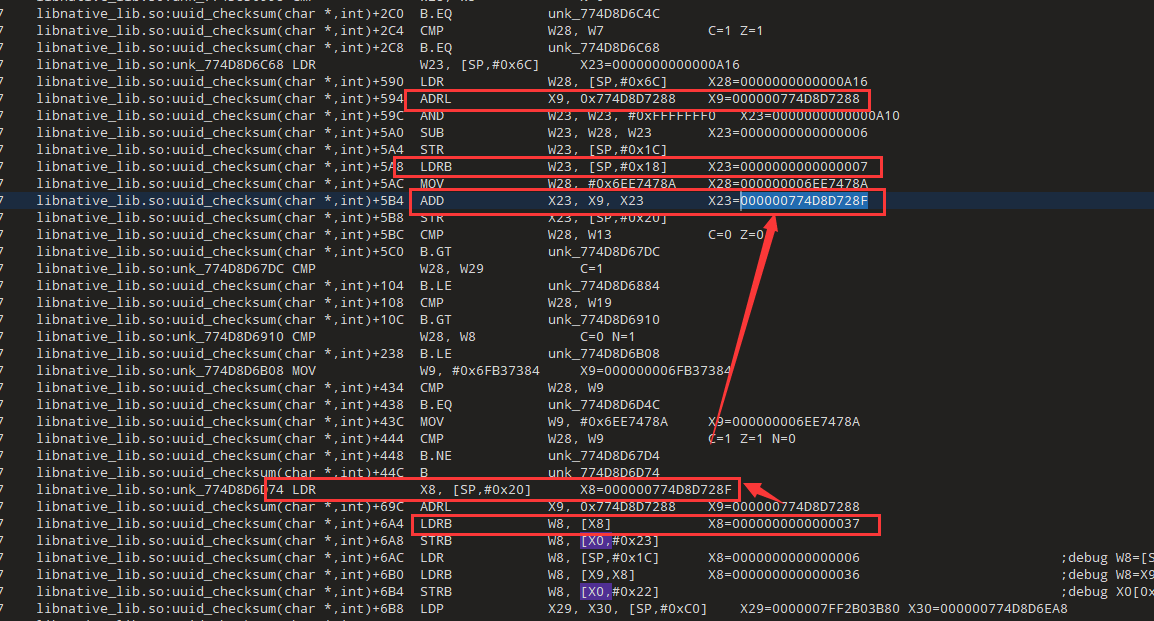 libnative_lib.so:uuid_checksum(char *,int)+2C0 B.EQ unk_774D8D6C4C
7 libnative_lib.so:uuid_checksum(char *,int)+2C4 CMP W28, W7 C=1 Z=1
7 libnative_lib.so:uuid_checksum(char *,int)+2C8 B.EQ unk_774D8D6C68
7 libnative_lib.so:unk_774D8D6C68 LDR W23, [SP,#0x6C] X23=0000000000000A16
7 libnative_lib.so:uuid_checksum(char *,int)+590 LDR W28, [SP,#0x6C] X28=0000000000000A16
7 libnative_lib.so:uuid_checksum(char *,int)+594 ADRL X9, 0x774D8D7288 X9=000000774D8D7288
7 libnative_lib.so:uuid_checksum(char *,int)+59C AND W23, W23, #0xFFFFFFF0 X23=0000000000000A10
7 libnative_lib.so:uuid_checksum(char *,int)+5A0 SUB W23, W28, W23 X23=0000000000000006
7 libnative_lib.so:uuid_checksum(char *,int)+5A4 STR W23, [SP,#0x1C]
7 libnative_lib.so:uuid_checksum(char *,int)+5A8 LDRB W23, [SP,#0x18] X23=0000000000000007
7 libnative_lib.so:uuid_checksum(char *,int)+5AC MOV W28, #0x6EE7478A X28=000000006EE7478A
7 libnative_lib.so:uuid_checksum(char *,int)+5B4 ADD X23, X9, X23 X23=000000774D8D728F
7 libnative_lib.so:uuid_checksum(char *,int)+5B8 STR X23, [SP,#0x20]
7 libnative_lib.so:uuid_checksum(char *,int)+5BC CMP W28, W13 C=0 Z=0
7 libnative_lib.so:uuid_checksum(char *,int)+5C0 B.GT unk_774D8D67DC
7 libnative_lib.so:unk_774D8D67DC CMP W28, W29 C=1
7 libnative_lib.so:uuid_checksum(char *,int)+104 B.LE unk_774D8D6884
7 libnative_lib.so:uuid_checksum(char *,int)+108 CMP W28, W19
7 libnative_lib.so:uuid_checksum(char *,int)+10C B.GT unk_774D8D6910
7 libnative_lib.so:unk_774D8D6910 CMP W28, W8 C=0 N=1
7 libnative_lib.so:uuid_checksum(char *,int)+238 B.LE unk_774D8D6B08
7 libnative_lib.so:unk_774D8D6B08 MOV W9, #0x6FB37384 X9=000000006FB37384
7 libnative_lib.so:uuid_checksum(char *,int)+434 CMP W28, W9
7 libnative_lib.so:uuid_checksum(char *,int)+438 B.EQ unk_774D8D6D4C
7 libnative_lib.so:uuid_checksum(char *,int)+43C MOV W9, #0x6EE7478A X9=000000006EE7478A
7 libnative_lib.so:uuid_checksum(char *,int)+444 CMP W28, W9 C=1 Z=1 N=0
7 libnative_lib.so:uuid_checksum(char *,int)+448 B.NE unk_774D8D67D4
7 libnative_lib.so:uuid_checksum(char *,int)+44C B unk_774D8D6D74
7 libnative_lib.so:unk_774D8D6D74 LDR X8, [SP,#0x20] X8=000000774D8D728F
7 libnative_lib.so:uuid_checksum(char *,int)+69C ADRL X9, 0x774D8D7288 X9=000000774D8D7288
7 libnative_lib.so:uuid_checksum(char *,int)+6A4 LDRB W8, [X8] X8=0000000000000037
7 libnative_lib.so:uuid_checksum(char *,int)+6A8 STRB W8, [X0,#0x23]
7 libnative_lib.so:uuid_checksum(char *,int)+6AC LDR W8, [SP,#0x1C] X8=0000000000000006 ;debug W8=[S
7 libnative_lib.so:uuid_checksum(char *,int)+6B0 LDRB W8, [X9,X8] X8=0000000000000036 ;debug W8=X9
7 libnative_lib.so:uuid_checksum(char *,int)+6B4 STRB W8, [X0,#0x22] ;debug X0[0x
7 libnative_lib.so:uuid_checksum(char *,int)+6B8 LDP X29, X30, [SP,#0xC0] X29=0000007FF2B03B80 X30=000000774D8D6EA8